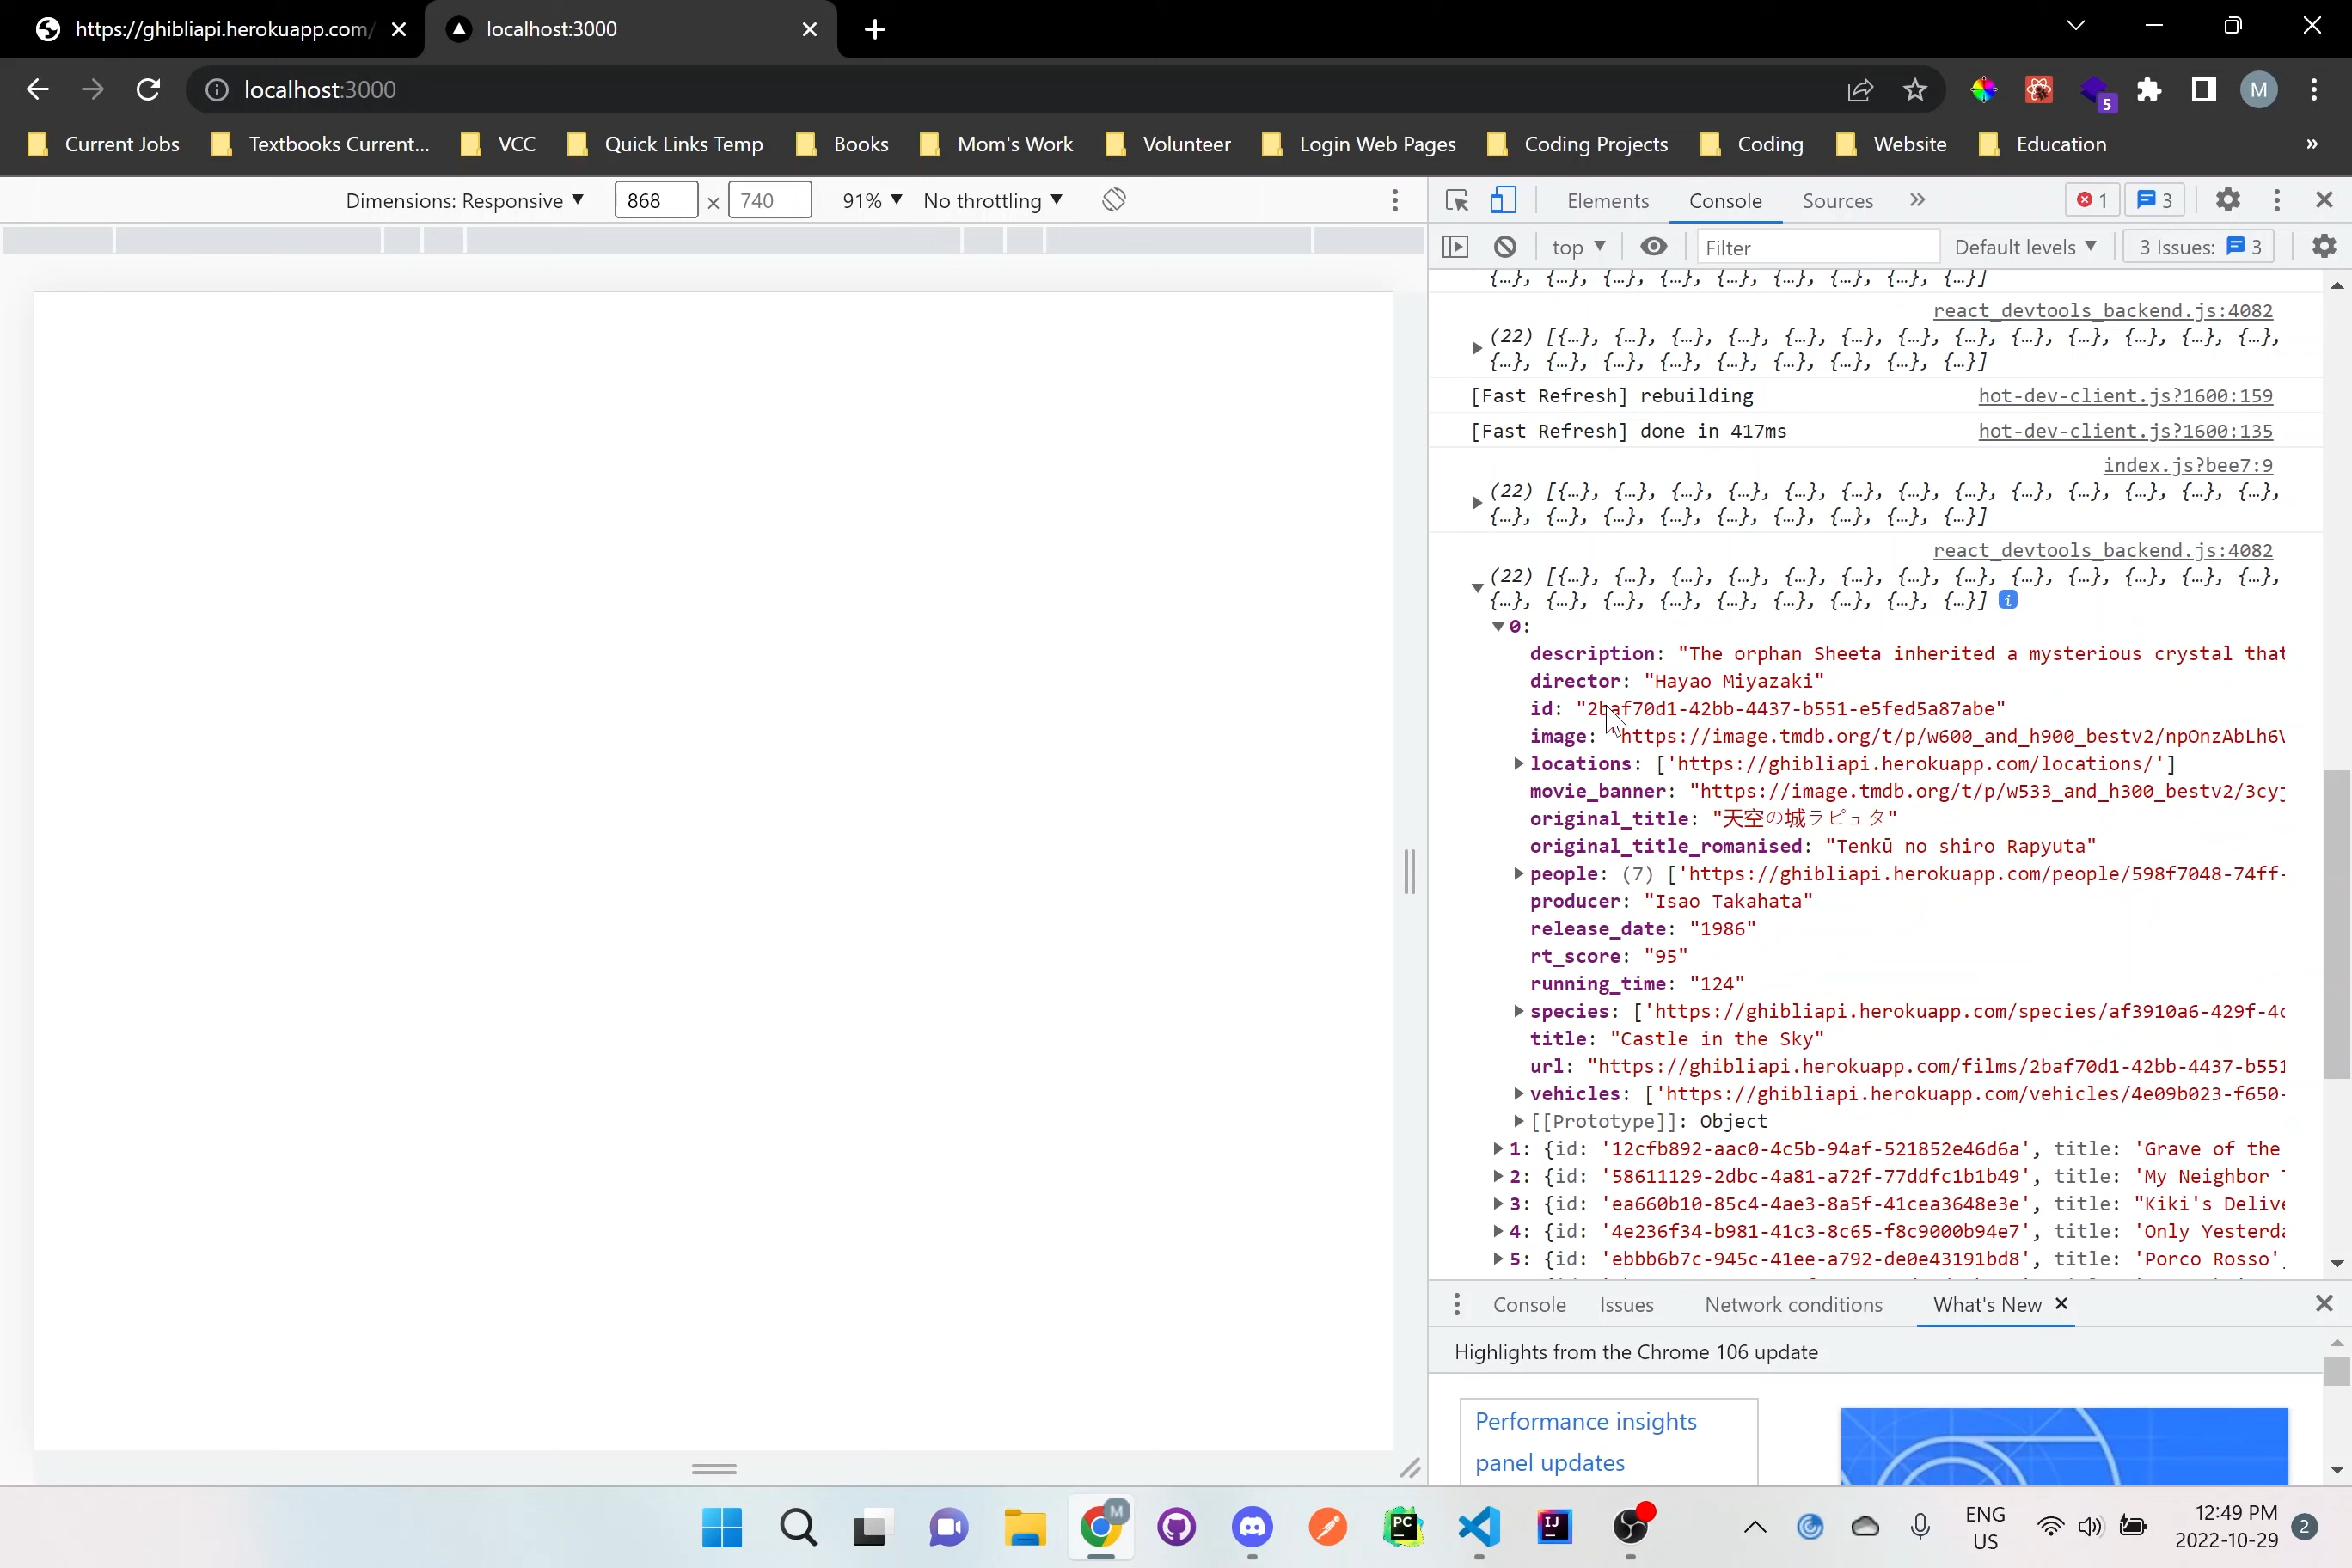 https://ghibliapi.herokuapp.com/
localhost:3000
localhost:3000
M
5
Current Jobs
Textbooks Current...
VCC
Quick Links Temp
Books
Mom's Work
Volunteer
Login Web Pages
Coding Projects
Coding
Website
Education
»
Dimensions: Responsive
868
×
740
91%
No throttling
Elements
Console
Sources
»
1
3
top
Filter
Default levels
3 Issues:
3
{…}, {…}, {…}, {…}, {…}, {…}, {…}, {…}, {…}]
react_devtools_backend.js:4082
(22) [{…}, {…}, {…}, {…}, {…}, {…}, {…}, {…}, {…}, {…}, {…}, {…}, {…},
{…}, {…}, {…}, {…}, {…}, {…}, {…}, {…}, {…}]
[Fast Refresh] rebuilding
hot-dev-client.js?1600:159
[Fast Refresh] done in 417ms
hot-dev-client.js?1600:135
index.js?bee7:9
(22) [{…}, {…}, {…}, {…}, {…}, {…}, {…}, {…}, {…}, {…}, {…}, {…}, {…},
{…}, {…}, {…}, {…}, {…}, {…}, {…}, {…}, {…}]
react_devtools_backend.js:4082
(22) [{…}, {…}, {…}, {…}, {…}, {…}, {…}, {…}, {…}, {…}, {…}, {…}, {…},
{…}, {…}, {…}, {…}, {…}, {…}, {…}, {…}, {…}] i
0:
description: "The orphan Sheeta inherited a mysterious crystal that
director: "Hayao Miyazaki"
id: "2baf70d1-42bb-4437-b551-e5fed5a87abe"
image: "https://image.tmdb.org/t/p/w600_and_h900_bestv2/npOnzAbLh6V
locations: ['https://ghibliapi.herokuapp.com/locations/']
movie_banner: "https://image.tmdb.org/t/p/w533_and_h300_bestv2/3cyj
original_title: "天空の城ラピュタ"
original_title_romanised: "Tenkū no shiro Rapyuta"
people: (7) ['https://ghibliapi.herokuapp.com/people/598f7048-74ff-
producer: "Isao Takahata"
release_date: "1986"
rt_score: "95"
running_time: "124"
species: ['https://ghibliapi.herokuapp.com/species/af3910a6-429f-4c
title: "Castle in the Sky"
url: "https://ghibliapi.herokuapp.com/films/2baf70d1-42bb-4437-b551
vehicles: ['https://ghibliapi.herokuapp.com/vehicles/4e09b023-f650-
[[Prototype]]: Object
1: {id: '12cfb892-aac0-4c5b-94af-521852e46d6a', title: 'Grave of the
2: {id: '58611129-2dbc-4a81-a72f-77ddfc1b1b49', title: 'My Neighbor
3: {id: 'ea660b10-85c4-4ae3-8a5f-41cea3648e3e', title: "Kiki's Delive
4: {id: '4e236f34-b981-41c3-8c65-f8c9000b94e7', title: 'Only Yesterda
5: {id: 'ebbb6b7c-945c-41ee-a792-de0e43191bd8', title: 'Porco Rosso',
Console
Issues
Network conditions
What's New
Highlights from the Chrome 106 update
Performance insights
panel updates
M
PC
IJ
ENG
US
12:49 PM
2022-10-29
2